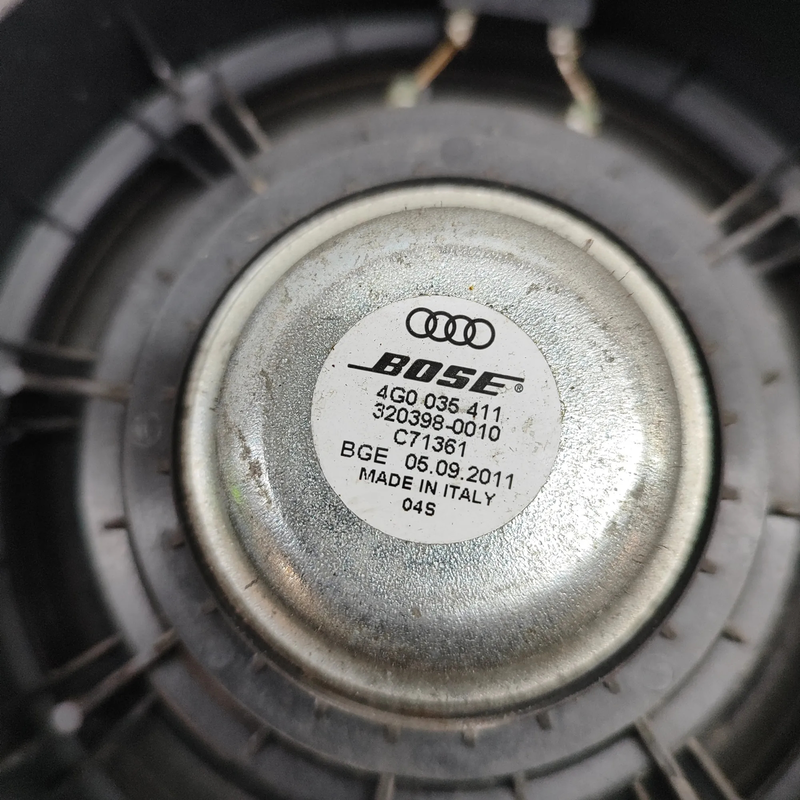 BOSE®
4G0 035 411
320398-0010
C71361
BGE 05.09.2011
MADE IN ITALY
04S